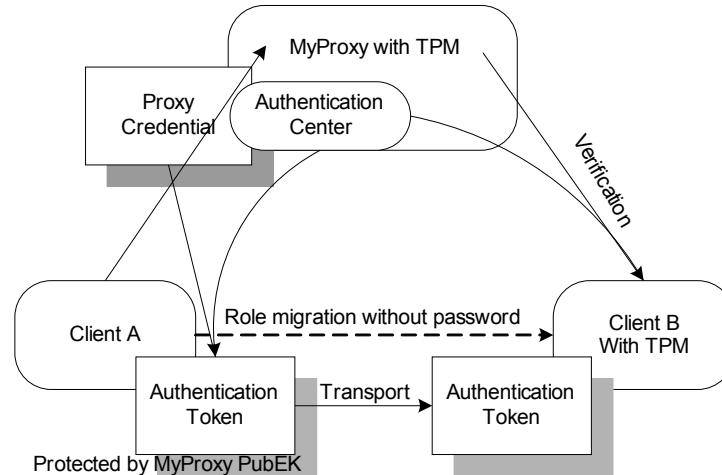 MyProxy with TPM
Proxy
Credential
Authentication
Center
Verification
Client A
Role migration without password
Client B
With TPM
Authentication
Token
Transport
Authentication
Token
Protected by MyProxy PubEK